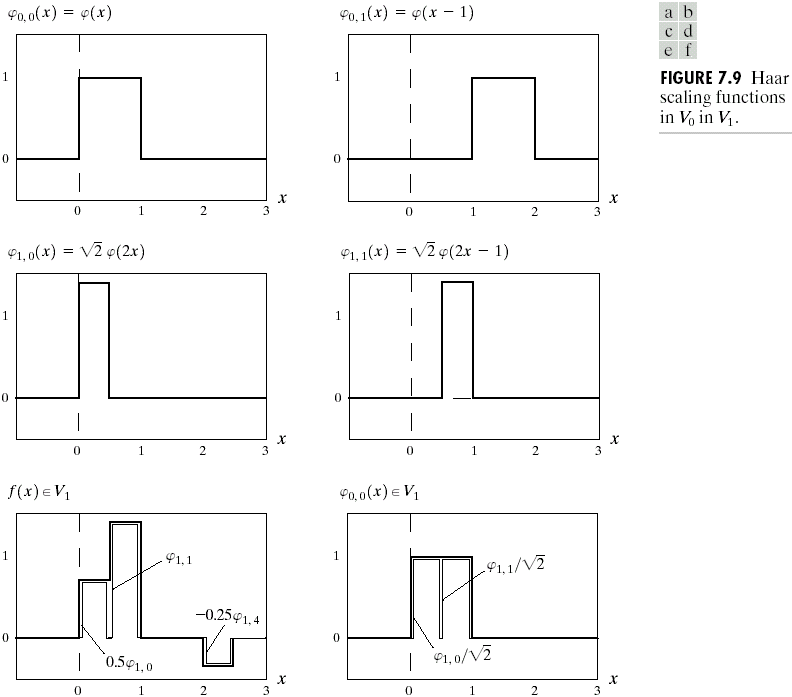 φ0,0(x) = φ(x)
φ0,1(x) = φ(x − 1)
1
0
0 1 2 3
x
1
0
0 1 2 3
x
φ1,0(x) = √2 φ(2x)
φ1,1(x) = √2 φ(2x − 1)
1
0
0 1 2 3
x
1
0
0 1 2 3
x
f(x) ∈ V1
φ0,0(x) ∈ V1
1
0
φ1,1
−0.25φ1,4
0.5φ1,0
0 1 2 3
x
1
0
φ1,1/√2
φ1,0/√2
0 1 2 3
x
a b
c d
e f
FIGURE 7.9 Haar
scaling functions
in V0 in V1.